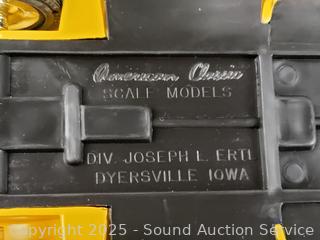 American Classic
SCALE MODELS
DIV. JOSEPH L. ERTL
DYERSVILLE IOWA
Copyright 2025 - Sound Auction Service